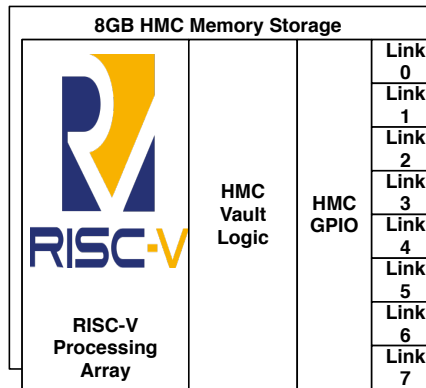 8GB HMC Memory Storage
RISC-V
RISC-V
Processing
Array
HMC
Vault
Logic
HMC
GPIO
Link
0
Link
1
Link
2
Link
3
Link
4
Link
5
Link
6
Link
7